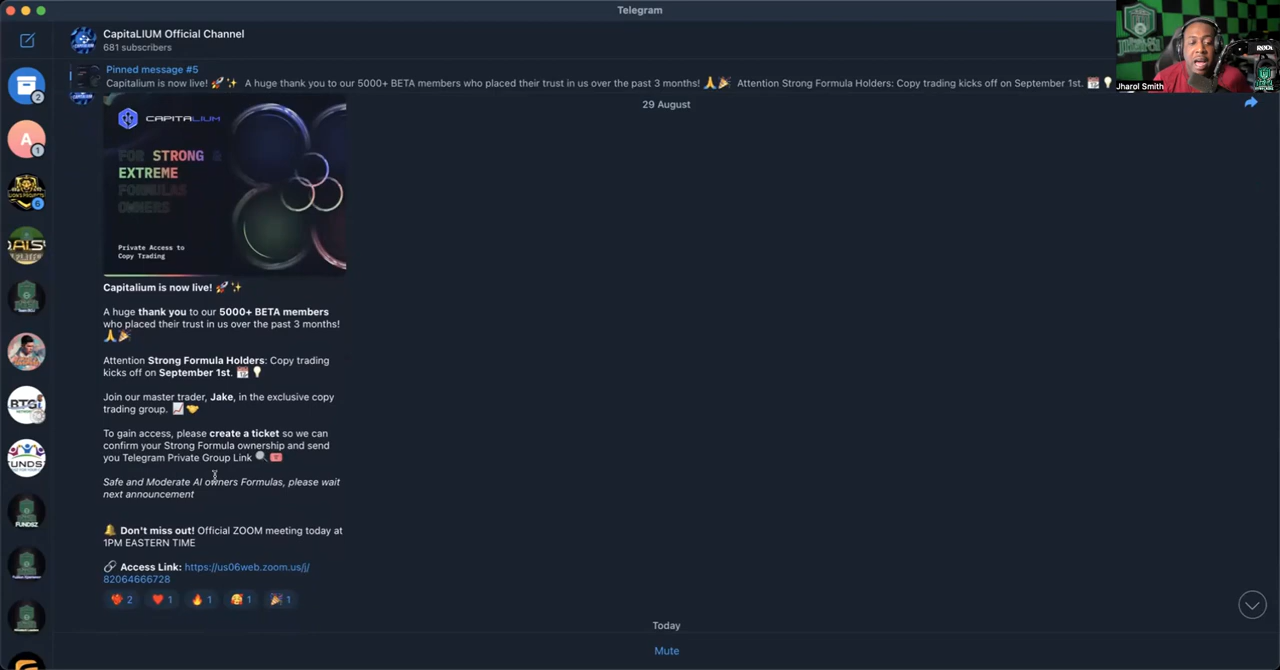 Telegram
CapitaLIUM Official Channel
681 subscribers
Pinned message #5
Capitalium is now live! 🚀✨ A huge thank you to our 5000+ BETA members who placed their trust in us over the past 3 months! 🙏🎉 Attention Strong Formula Holders: Copy trading kicks off on September 1st. 📆💡
29 August
CAPITALIUM
FOR STRONG &
EXTREME
FORMULAS
OWNERS
Private Access to
Copy Trading
Capitalium is now live! 🚀✨
A huge thank you to our 5000+ BETA members
who placed their trust in us over the past 3 months!
🙏🎉
Attention Strong Formula Holders: Copy trading
kicks off on September 1st. 📆💡
Join our master trader, Jake, in the exclusive copy
trading group. 📈🤝
To gain access, please create a ticket so we can
confirm your Strong Formula ownership and send
you Telegram Private Group Link 🔍🎟️
Safe and Moderate AI owners Formulas, please wait
next announcement
🔔 Don't miss out! Official ZOOM meeting today at
1PM EASTERN TIME
🔗 Access Link: https://us06web.zoom.us/j/
82064666728
❤️‍🔥 2 ❤️ 1 🔥 1 🥰 1 🎉 1
Today
Mute
Jharol Smith
2
A
1
6
BTGi
UNDS
FUNDSZ